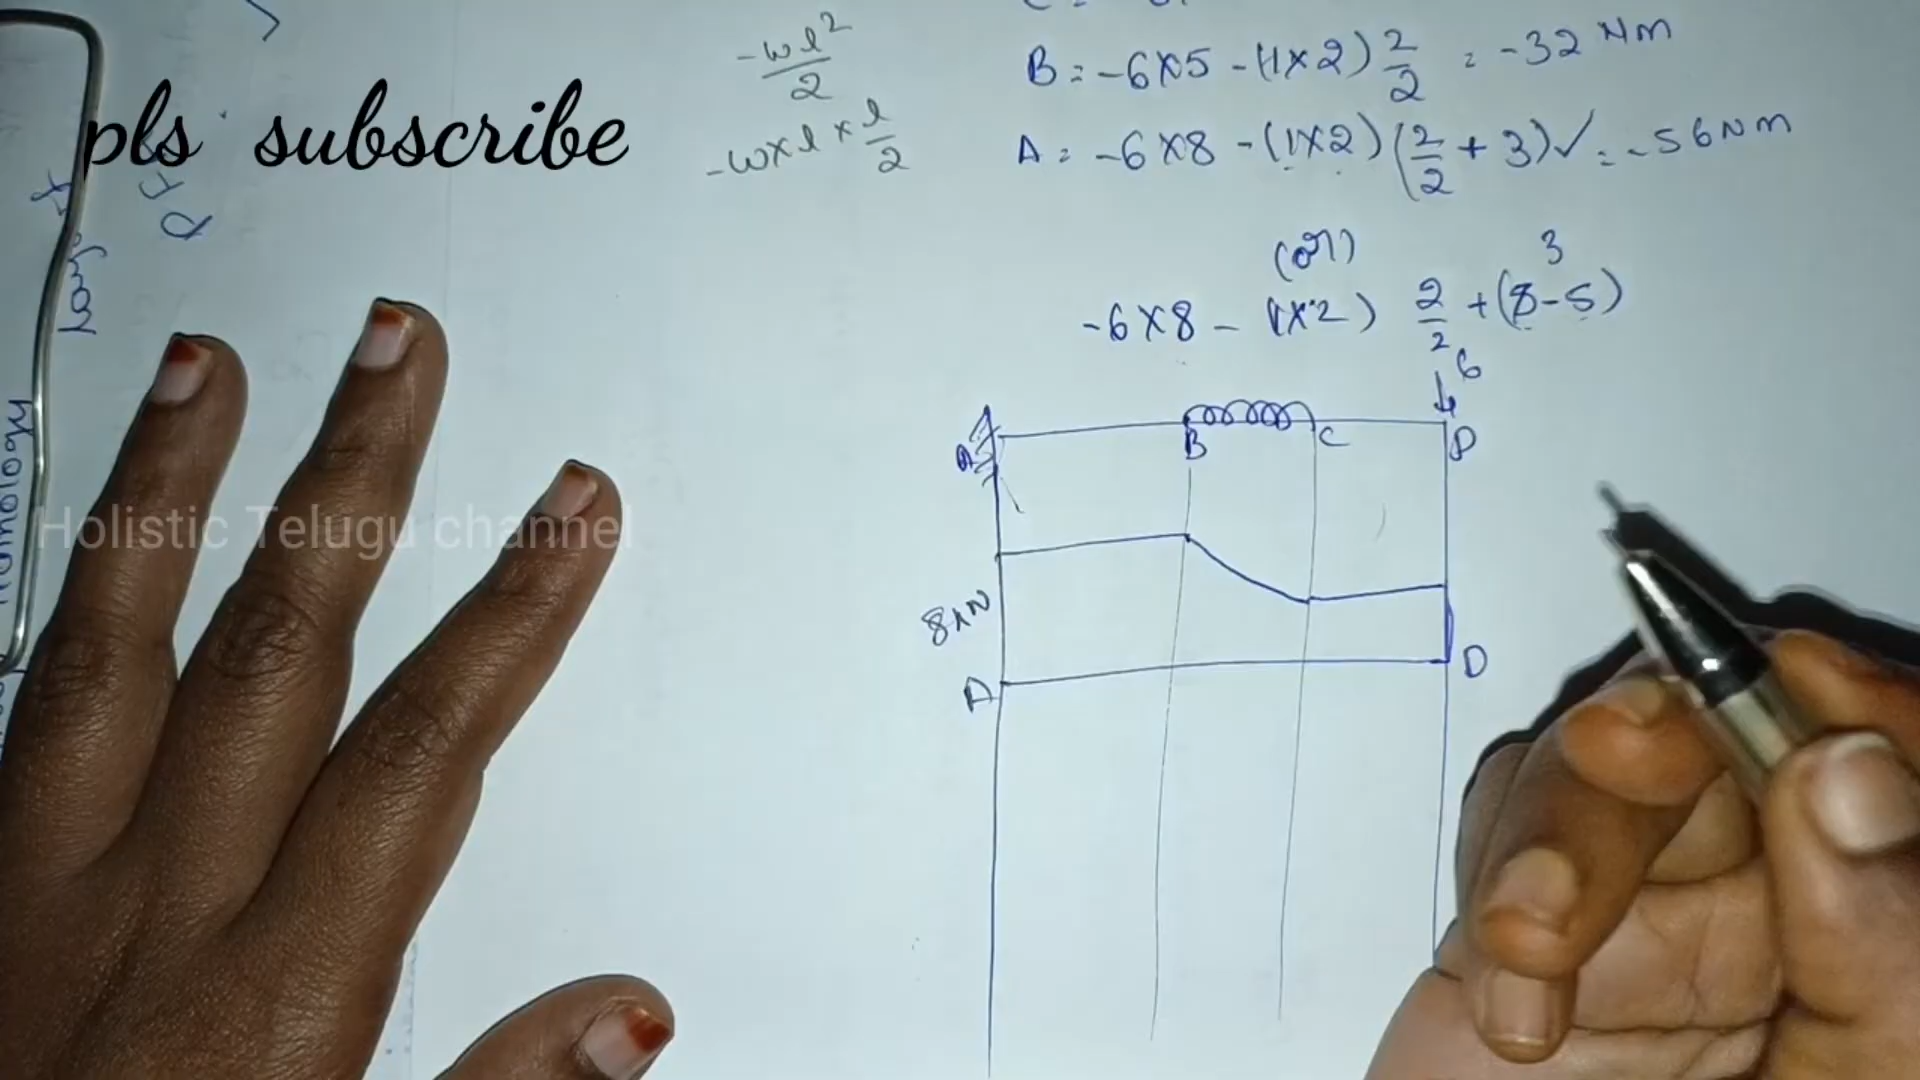 -wl²/2
-w×l×l/2
B = -6×5 - (1×2) 2/2 = -32 Nm
A = -6×8 - (1×2) (2/2 + 3) ✓ = -56 Nm
pls subscribe
(or)
3
-6×8 - (1×2) 2/2 + (8-5)
6
A B C D
Holistic Telugu channel
8KN
A D